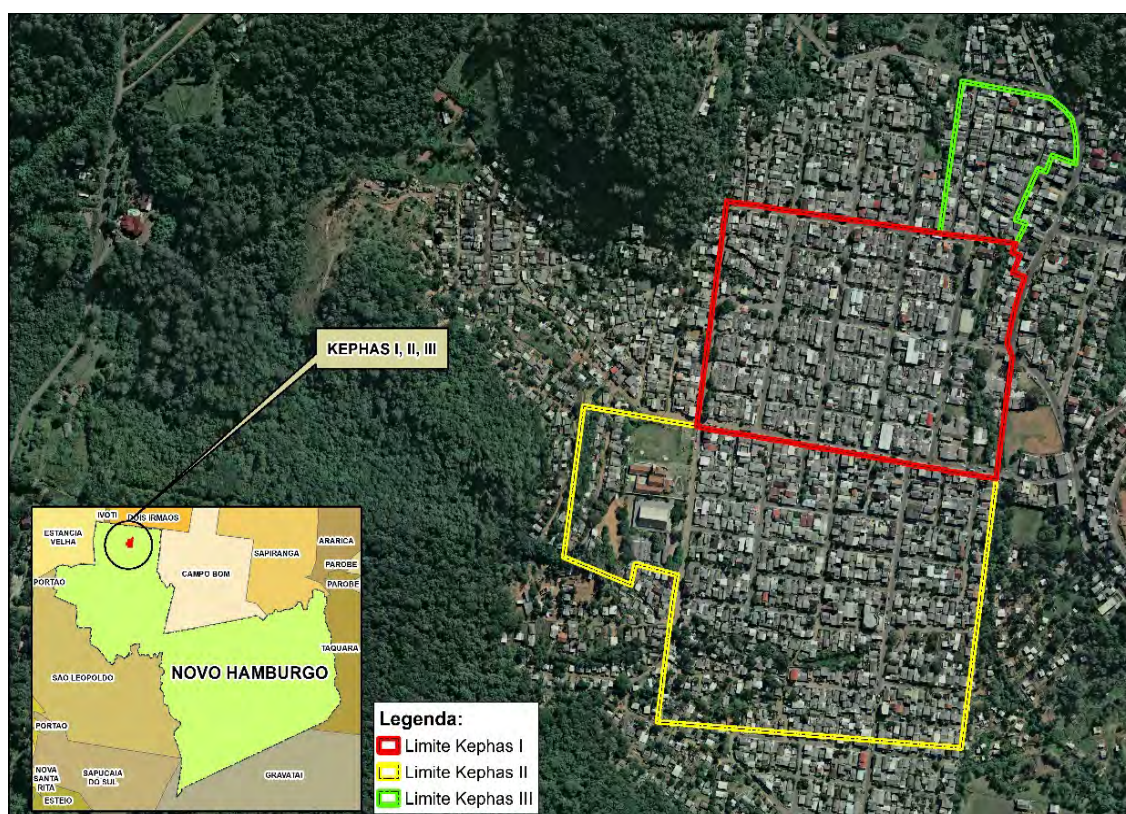 KEPHAS I, II, III
IVOTI
DOIS IRMAOS
ESTANCIA
VELHA
SAPIRANGA
ARARICA
CAMPO BOM
PAROBE
PORTAO
PAROBE
TAQUARA
NOVO HAMBURGO
SAO LEOPOLDO
PORTAO
NOVA
SANTA
RITA
SAPUCAIA
DO SUL
GRAVATAI
ESTEIO
Legenda:
Limite Kephas I
Limite Kephas II
Limite Kephas III